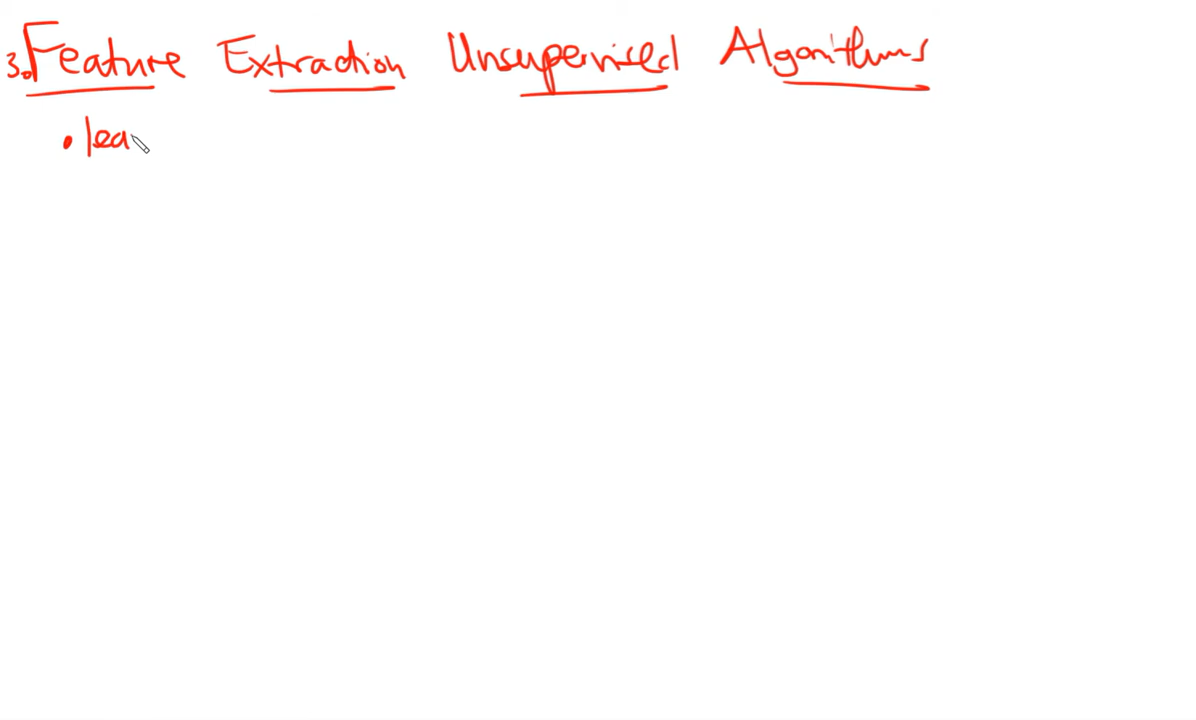 3. Feature Extraction Unsupervised Algorithms
• lea